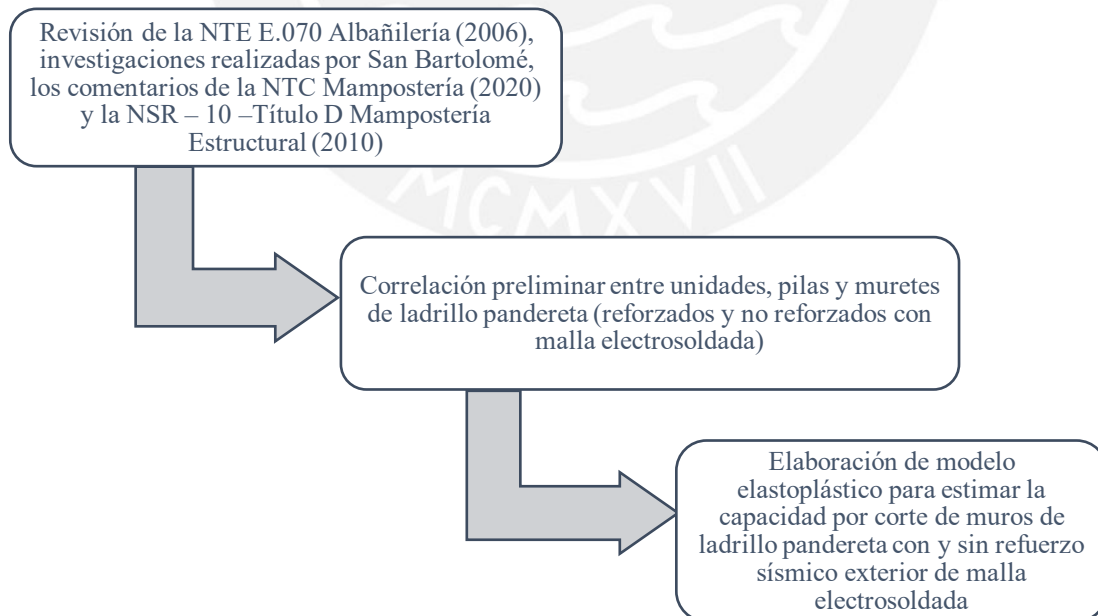 Revisión de la NTE E.070 Albañilería (2006),
investigaciones realizadas por San Bartolomé,
los comentarios de la NTC Mampostería (2020)
y la NSR – 10 –Título D Mampostería
Estructural (2010)
MCMXVII
Correlación preliminar entre unidades, pilas y muretes
de ladrillo pandereta (reforzados y no reforzados con
malla electrosoldada)
Elaboración de modelo
elastoplástico para estimar la
capacidad por corte de muros de
ladrillo pandereta con y sin refuerzo
sísmico exterior de malla
electrosoldada